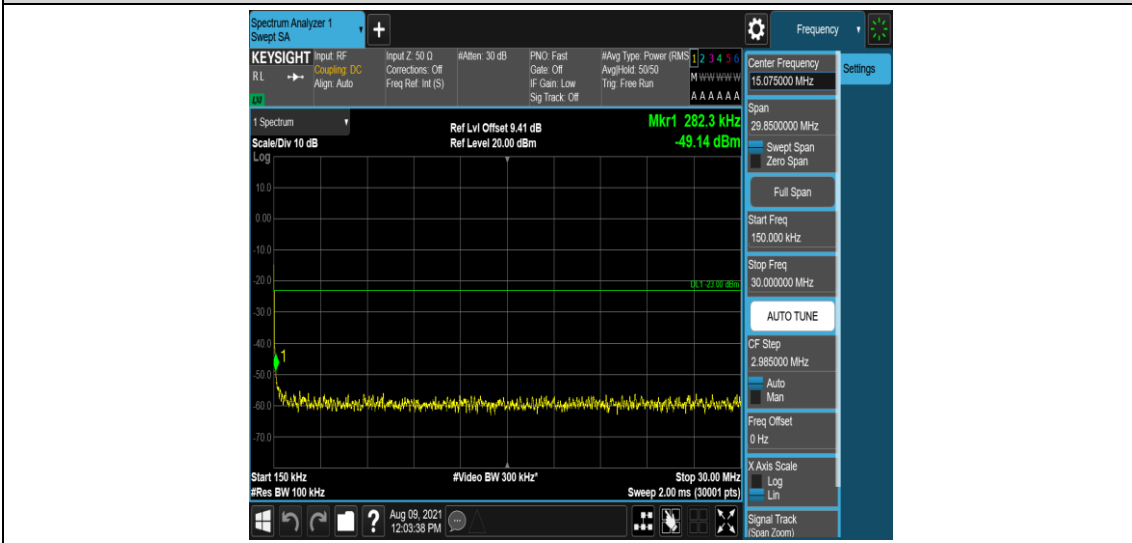 Spectrum Analyzer 1
Swept SA
+
Frequency
KEYSIGHT
R L
Input: RF
Coupling: DC
Align: Auto
Input Z: 50 Ω
Corrections: Off
Freq Ref: Int (S)
#Atten: 30 dB
PNO: Fast
Gate: Off
IF Gain: Low
Sig Track: Off
#Avg Type: Power (RMS
Avg|Hold: 50/50
Trig: Free Run
1 2 3 4 5 6
M W W W W W
A A A A A A
1 Spectrum
Scale/Div 10 dB
Log
Ref Lvl Offset 9.41 dB
Ref Level 20.00 dBm
Mkr1 282.3 kHz
-49.14 dBm
10.0
0.00
-10.0
-20.0
-30.0
-40.0
-50.0
-60.0
-70.0
DL1 -23.00 dBm
1
Start 150 kHz
#Res BW 100 kHz
#Video BW 300 kHz*
Stop 30.00 MHz
Sweep 2.00 ms (30001 pts)
Center Frequency
15.075000 MHz
Settings
Span
29.8500000 MHz
Swept Span
Zero Span
Full Span
Start Freq
150.000 kHz
Stop Freq
30.000000 MHz
AUTO TUNE
CF Step
2.985000 MHz
Auto
Man
Freq Offset
0 Hz
X Axis Scale
Log
Lin
Signal Track
(Span Zoom)
?
Aug 09, 2021
12:03:38 PM